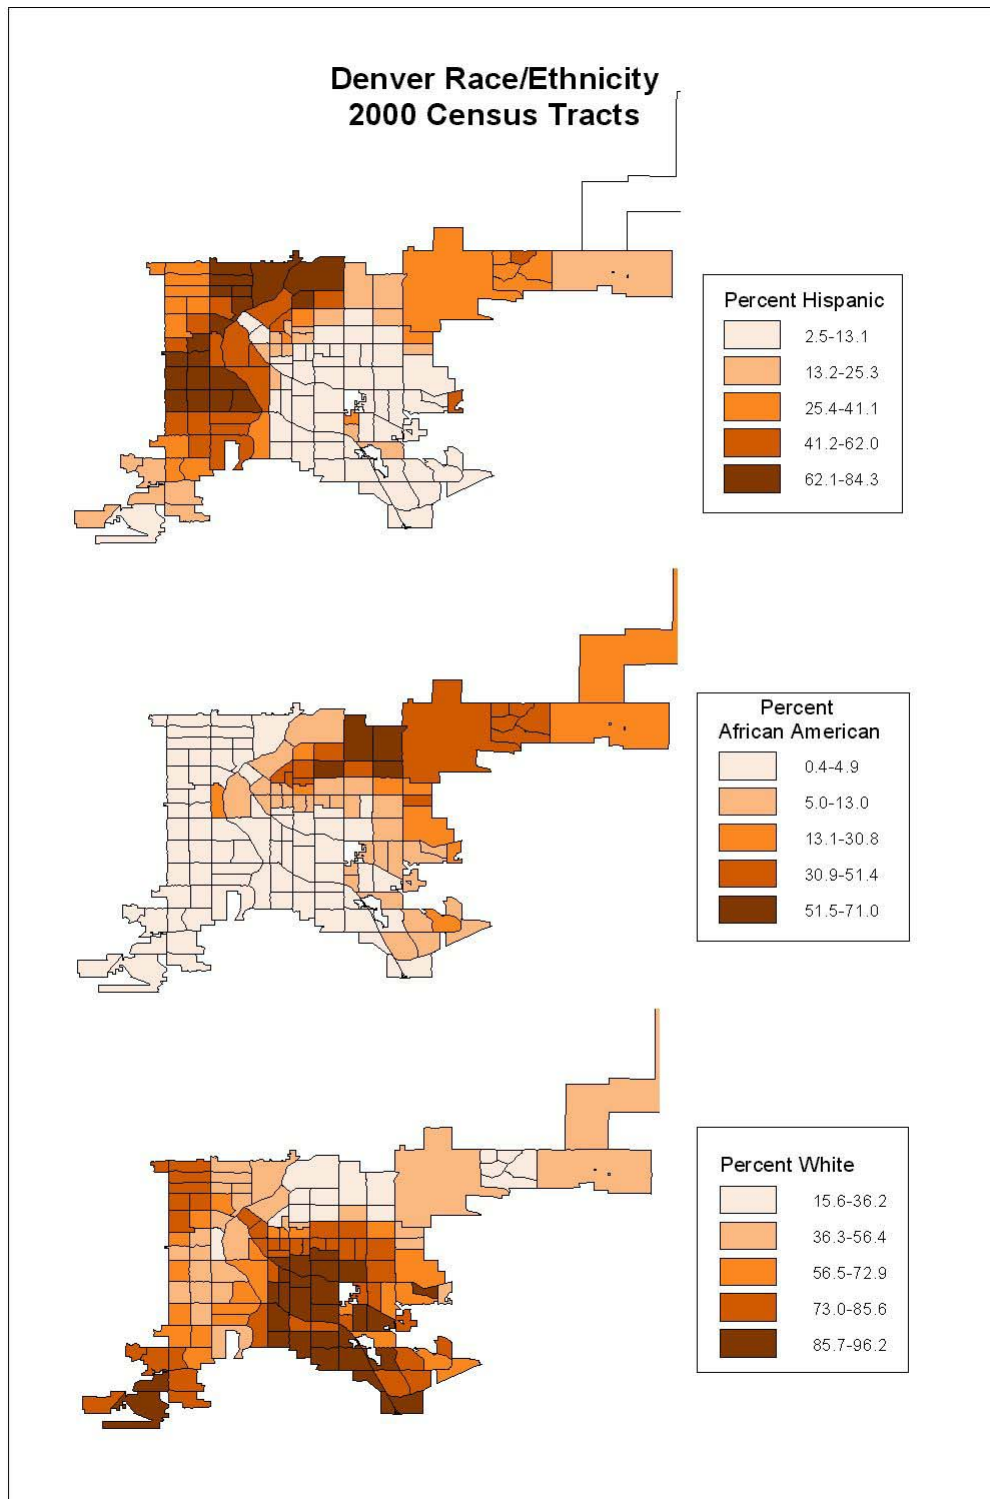 Denver Race/Ethnicity
2000 Census Tracts
Percent Hispanic
2.5-13.1
13.2-25.3
25.4-41.1
41.2-62.0
62.1-84.3
Percent
African American
0.4-4.9
5.0-13.0
13.1-30.8
30.9-51.4
51.5-71.0
Percent White
15.6-36.2
36.3-56.4
56.5-72.9
73.0-85.6
85.7-96.2